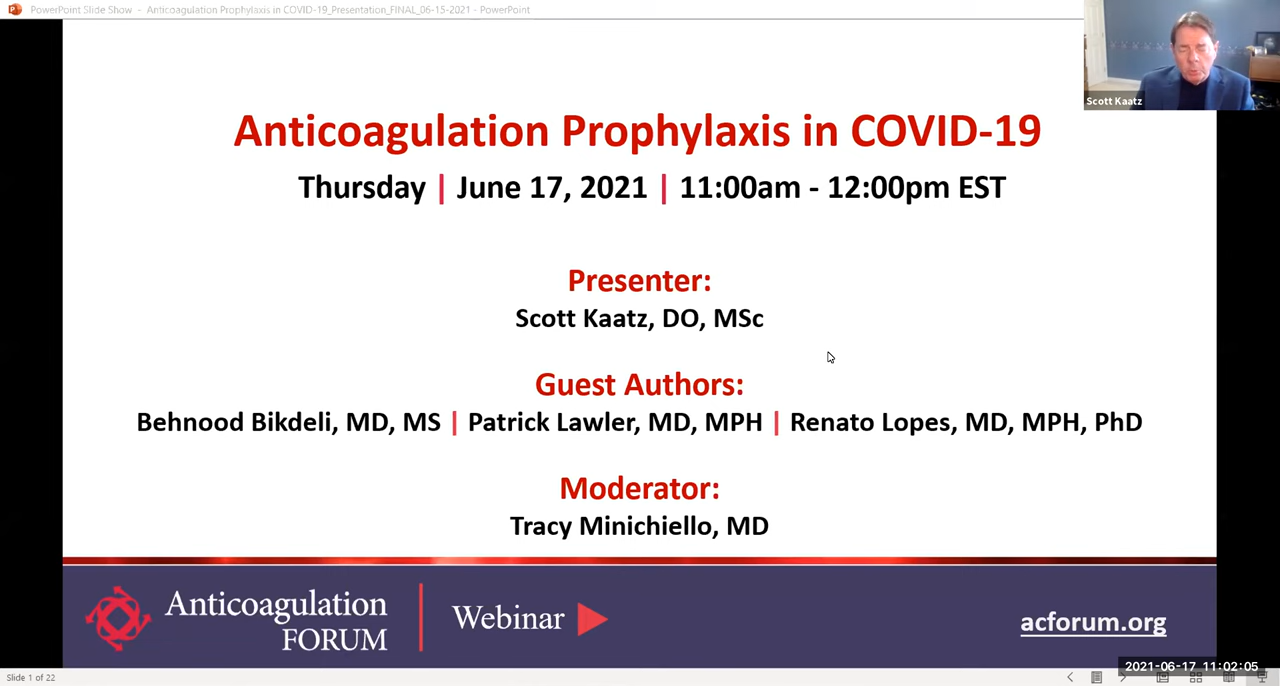 PowerPoint Slide Show - Anticoagulation Prophylaxis in COVID-19_Presentation_FINAL_06-15-2021 - PowerPoint
Scott Kaatz
Anticoagulation Prophylaxis in COVID-19
Thursday | June 17, 2021 | 11:00am - 12:00pm EST
Presenter:
Scott Kaatz, DO, MSc
Guest Authors:
Behnood Bikdeli, MD, MS | Patrick Lawler, MD, MPH | Renato Lopes, MD, MPH, PhD
Moderator:
Tracy Minichiello, MD
Anticoagulation
FORUM
Webinar
acforum.org
2021-06-17 11:02:05
Slide 1 of 22